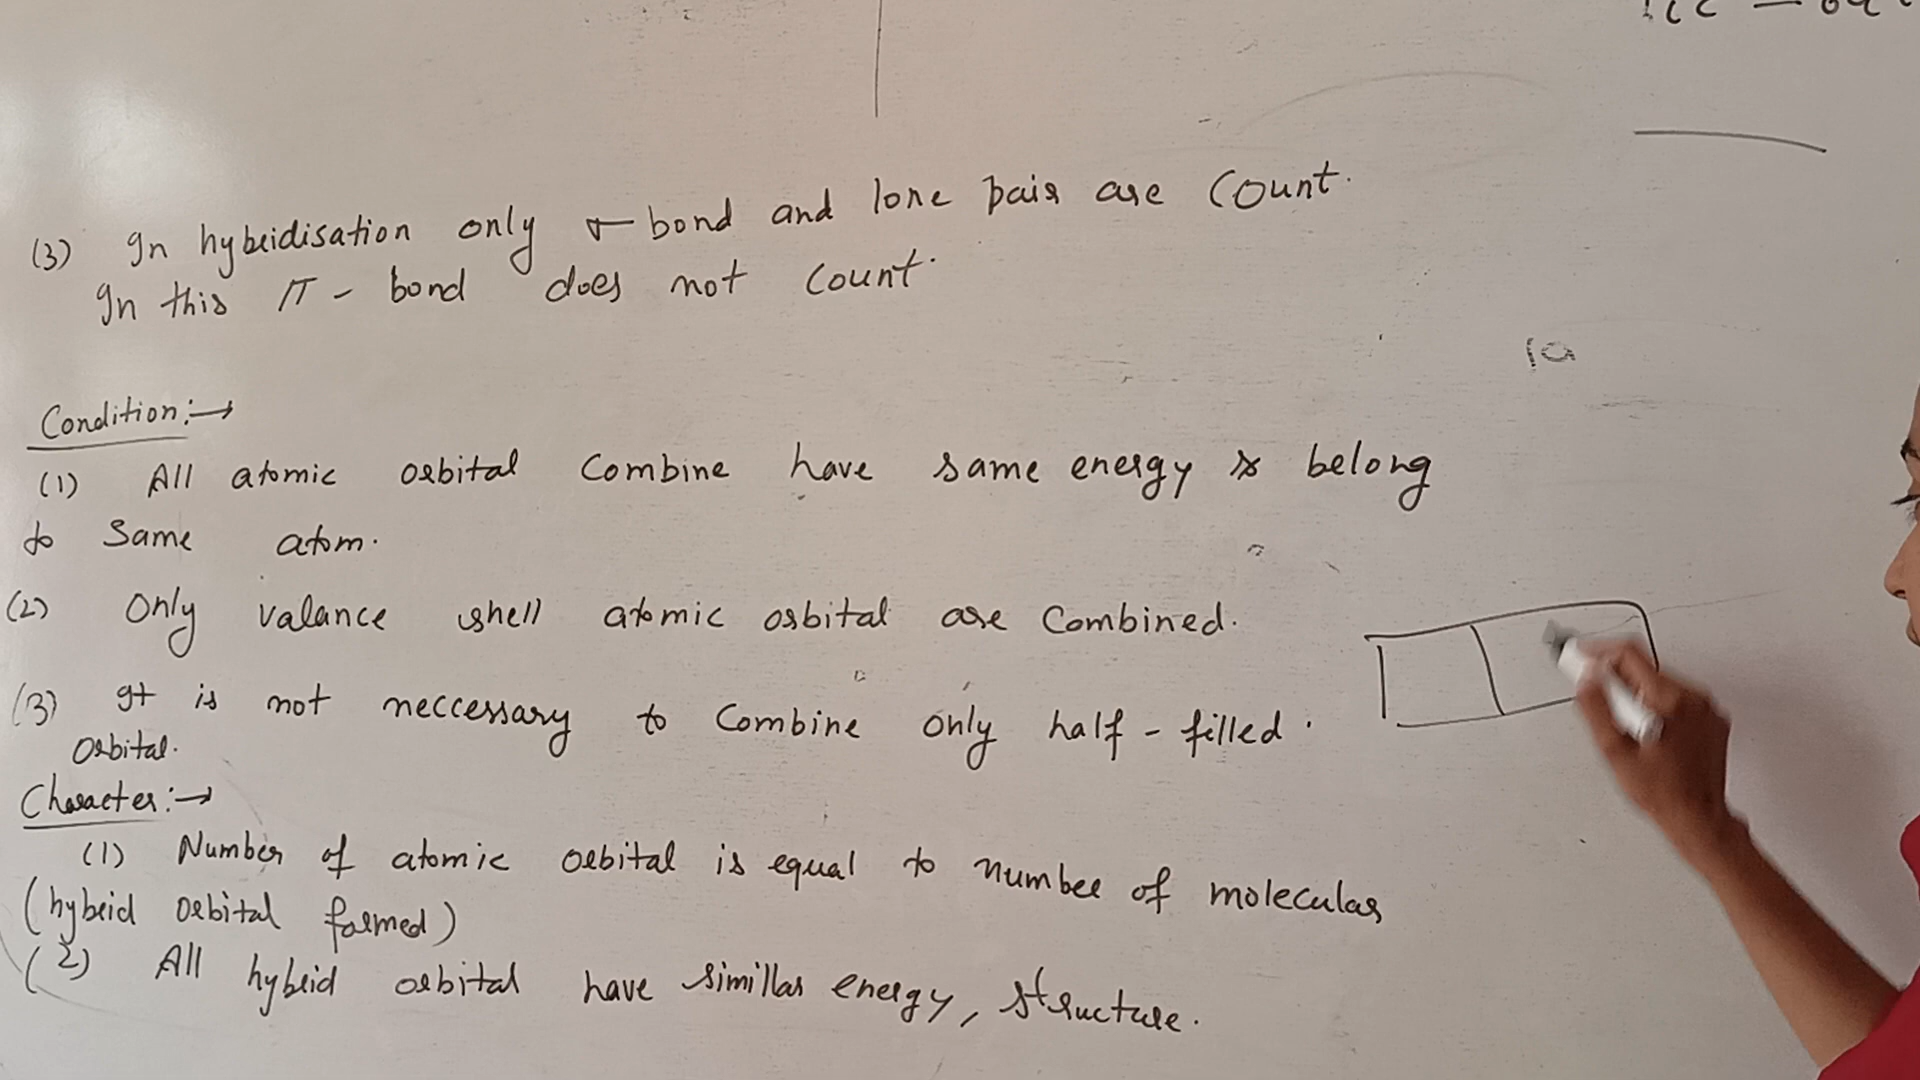 (3) In hybridisation only σ-bond and lone pair are Count.
In this π - bond does not Count.
Condition:→
(1) All atomic orbital Combine have same energy & belong
to Same atom.
(2) Only valance shell atomic orbital are Combined.
(3) It is not neccessary to Combine only half-filled.
Orbital.
Character:→
(1) Number of atomic orbital is equal to number of molecular
(hybrid orbital formed)
(2) All hybrid orbital have simillar energy, structure.